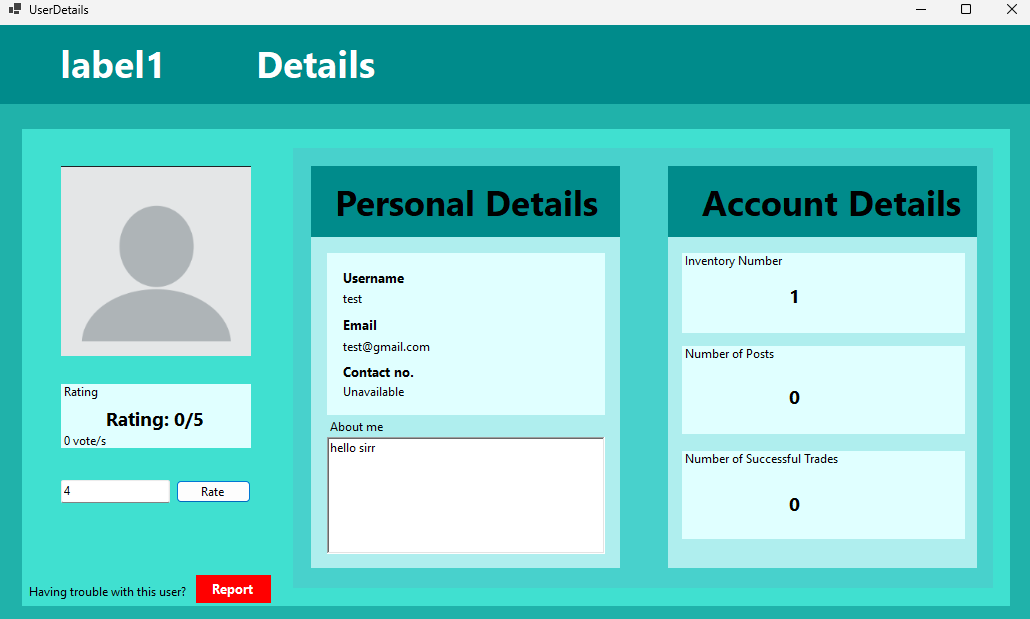 UserDetails
label1 Details
Rating
Rating: 0/5
0 vote/s
4
Rate
Having trouble with this user?
Report
Personal Details
Username
test
Email
test@gmail.com
Contact no.
Unavailable
About me
hello sirr
Account Details
Inventory Number
1
Number of Posts
0
Number of Successful Trades
0